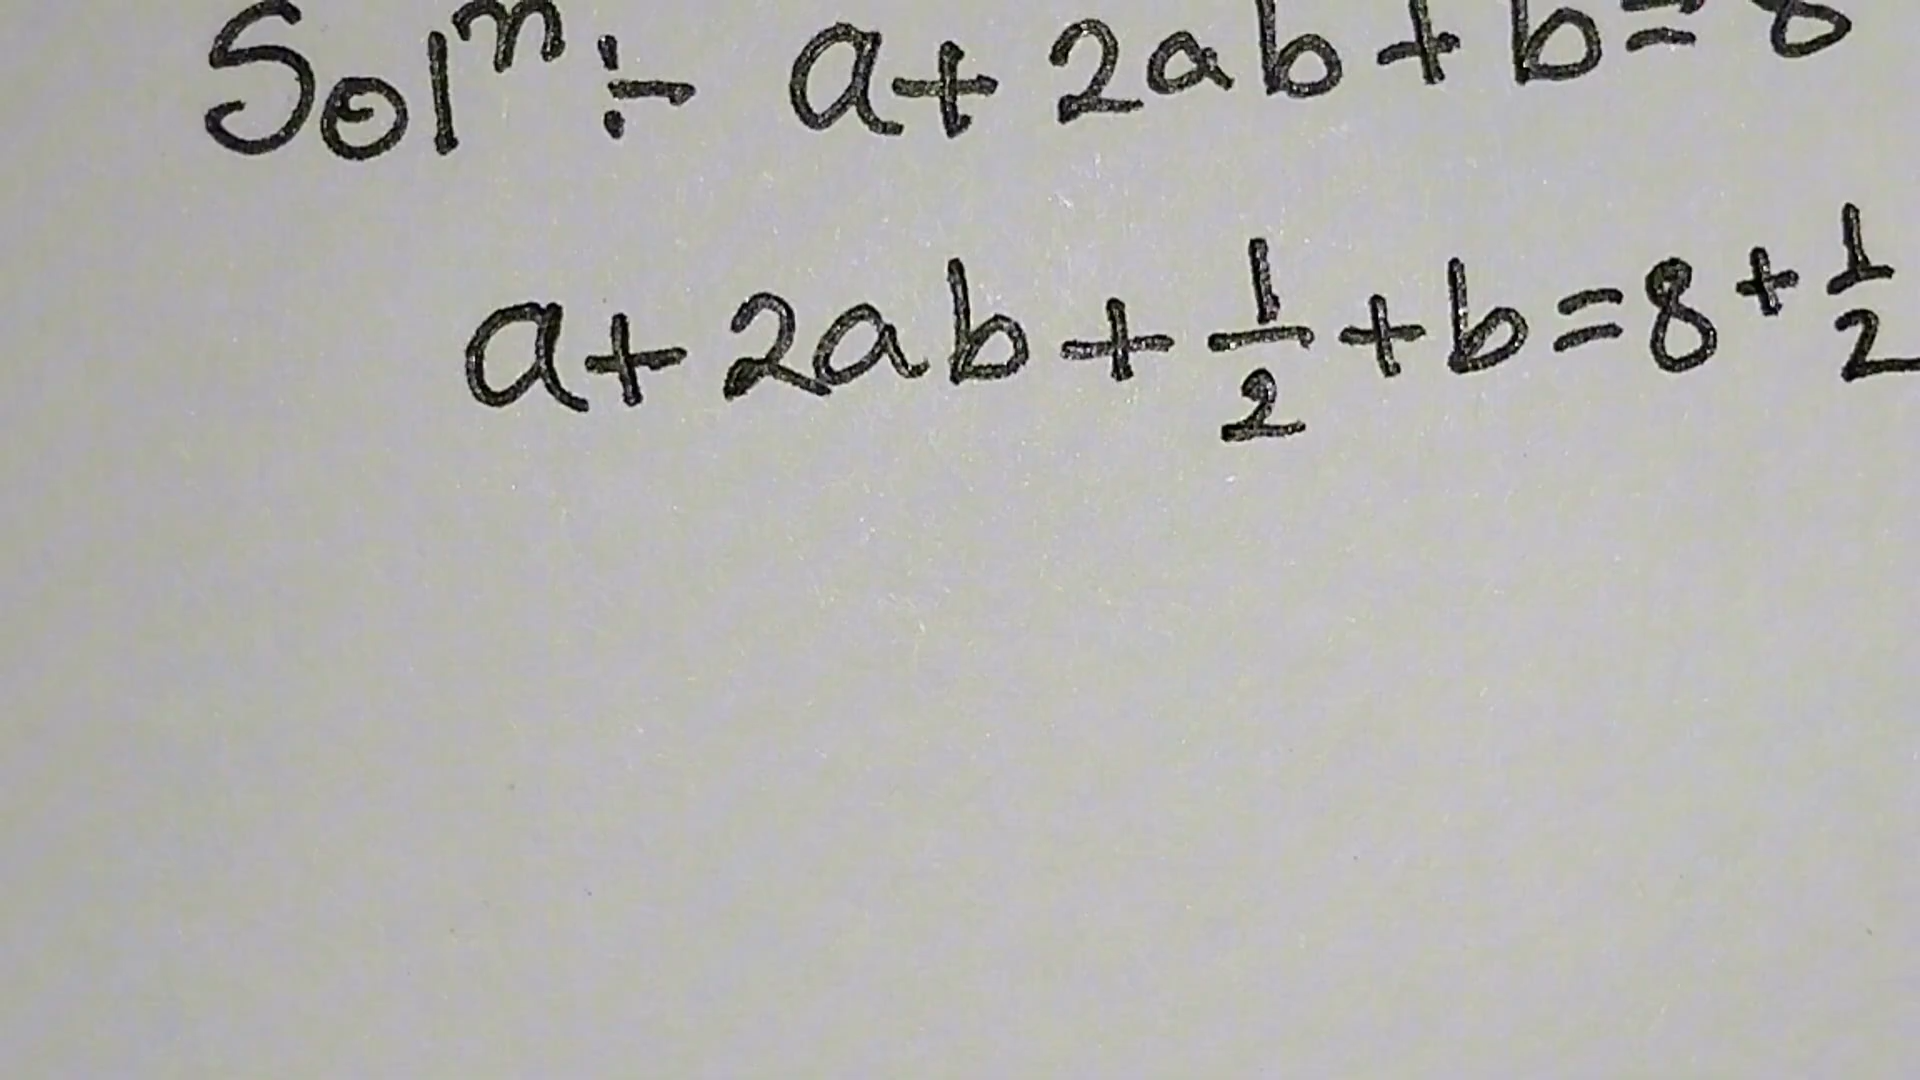 Solⁿ :- a + 2ab + b = 8
a + 2ab + 1/2 + b = 8 + 1/2